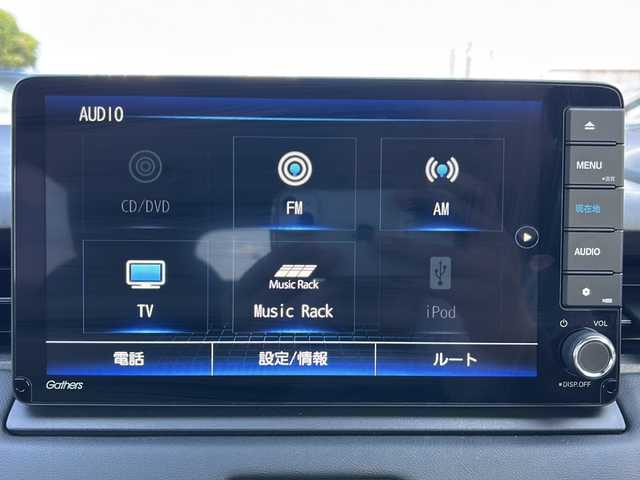 AUDIO
CD/DVD
FM
AM
TV
Music Rack
Music Rack
iPod
電話
設定/情報
ルート
Gathers
MENU
現在地
AUDIO
VOL
*DISP.OFF